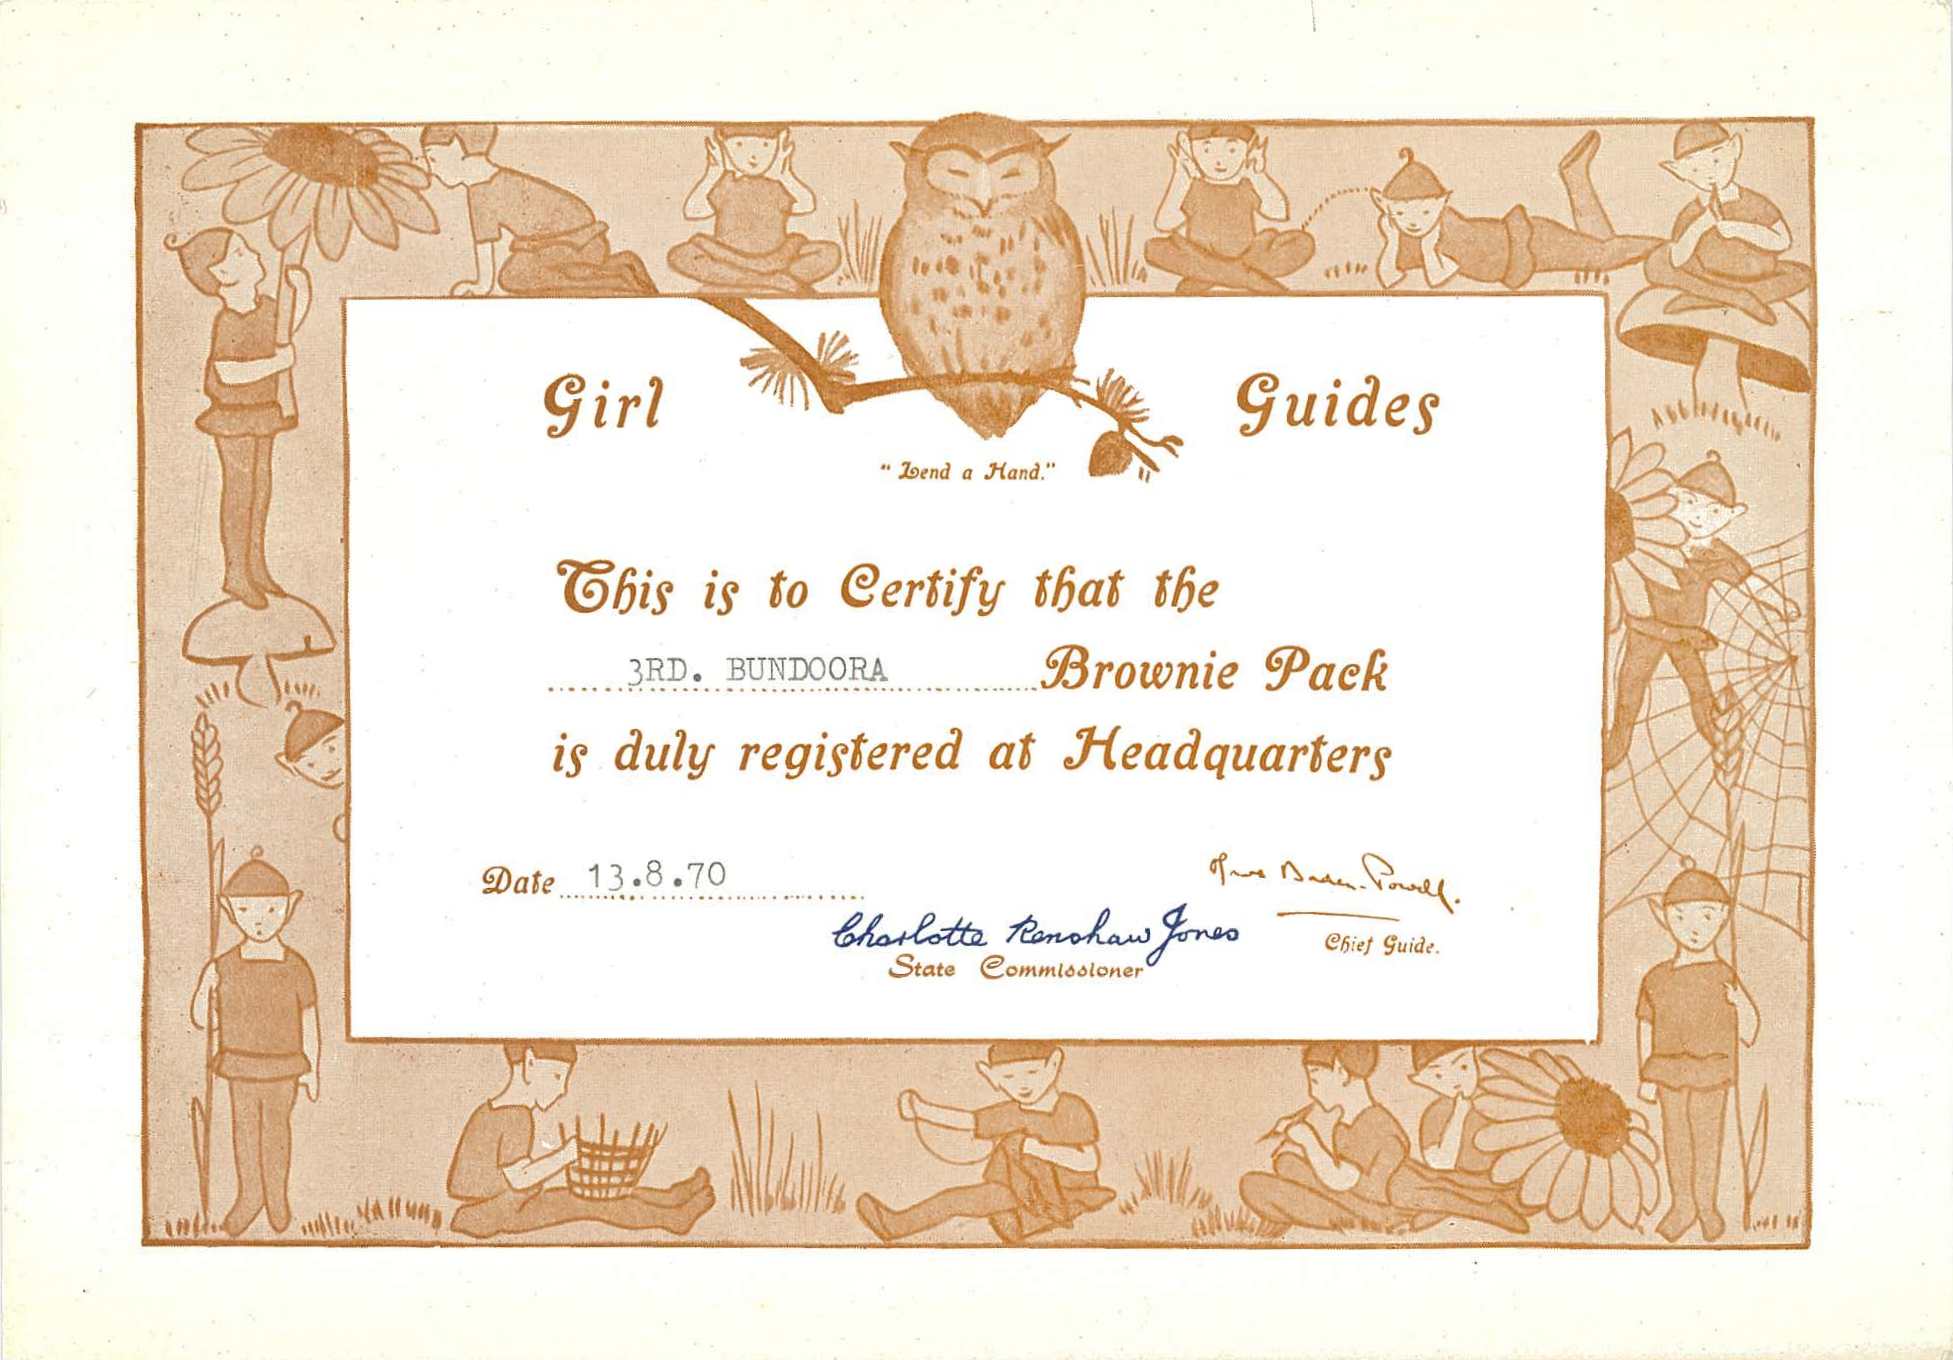 Girl Guides
"Lend a Hand."
This is to Certify that the
3RD. BUNDOORA Brownie Pack
is duly registered at Headquarters
Date 13.8.70
Olave Baden-Powell.
Charlotte Renshaw Jones
Chief Guide.
State Commissioner